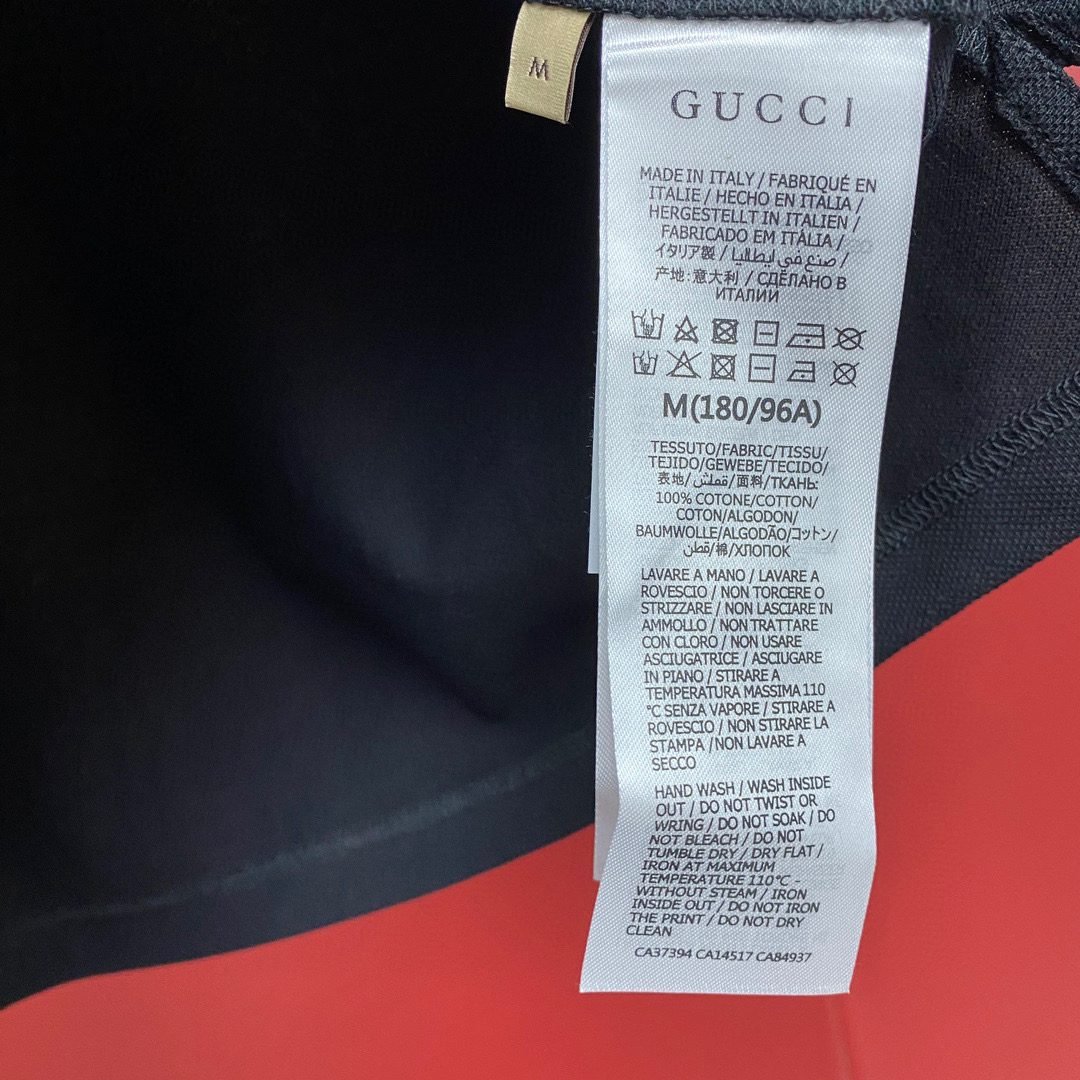 M
GUCCI
MADE IN ITALY / FABRIQUÉ EN
ITALIE / HECHO EN ITALIA /
HERGESTELLT IN ITALIEN /
FABRICADO EM ITÀLIA /
イタリア製 / صنع في ايطاليا /
产地:意大利 / СДЕЛАНО В
ИТАЛИЙ
M(180/96A)
TESSUTO/FABRIC/TISSU/
TEJIDO/GEWEBE/TECIDO/
表地/قماش/面料/ТКАНЬ:
100% COTONE/COTTON/
COTON/ALGODON/
BAUMWOLLE/ALGODÃO/コットン/
قطن/棉/ХЛОПОК
LAVARE A MANO / LAVARE A
ROVESCIO / NON TORCERE O
STRIZZARE / NON LASCIARE IN
AMMOLLO / NON TRATTARE
CON CLORO / NON USARE
ASCIUGATRICE / ASCIUGARE
IN PIANO / STIRARE A
TEMPERATURA MASSIMA 110
°C SENZA VAPORE / STIRARE A
ROVESCIO / NON STIRARE LA
STAMPA /NON LAVARE A
SECCO
HAND WASH / WASH INSIDE
OUT / DO NOT TWIST OR
WRING / DO NOT SOAK / DO
NOT BLEACH / DO NOT
TUMBLE DRY / DRY FLAT /
IRON AT MAXIMUM
TEMPERATURE 110°C -
WITHOUT STEAM / IRON
INSIDE OUT / DO NOT IRON
THE PRINT / DO NOT DRY
CLEAN
CA37394 CA14517 CA84937